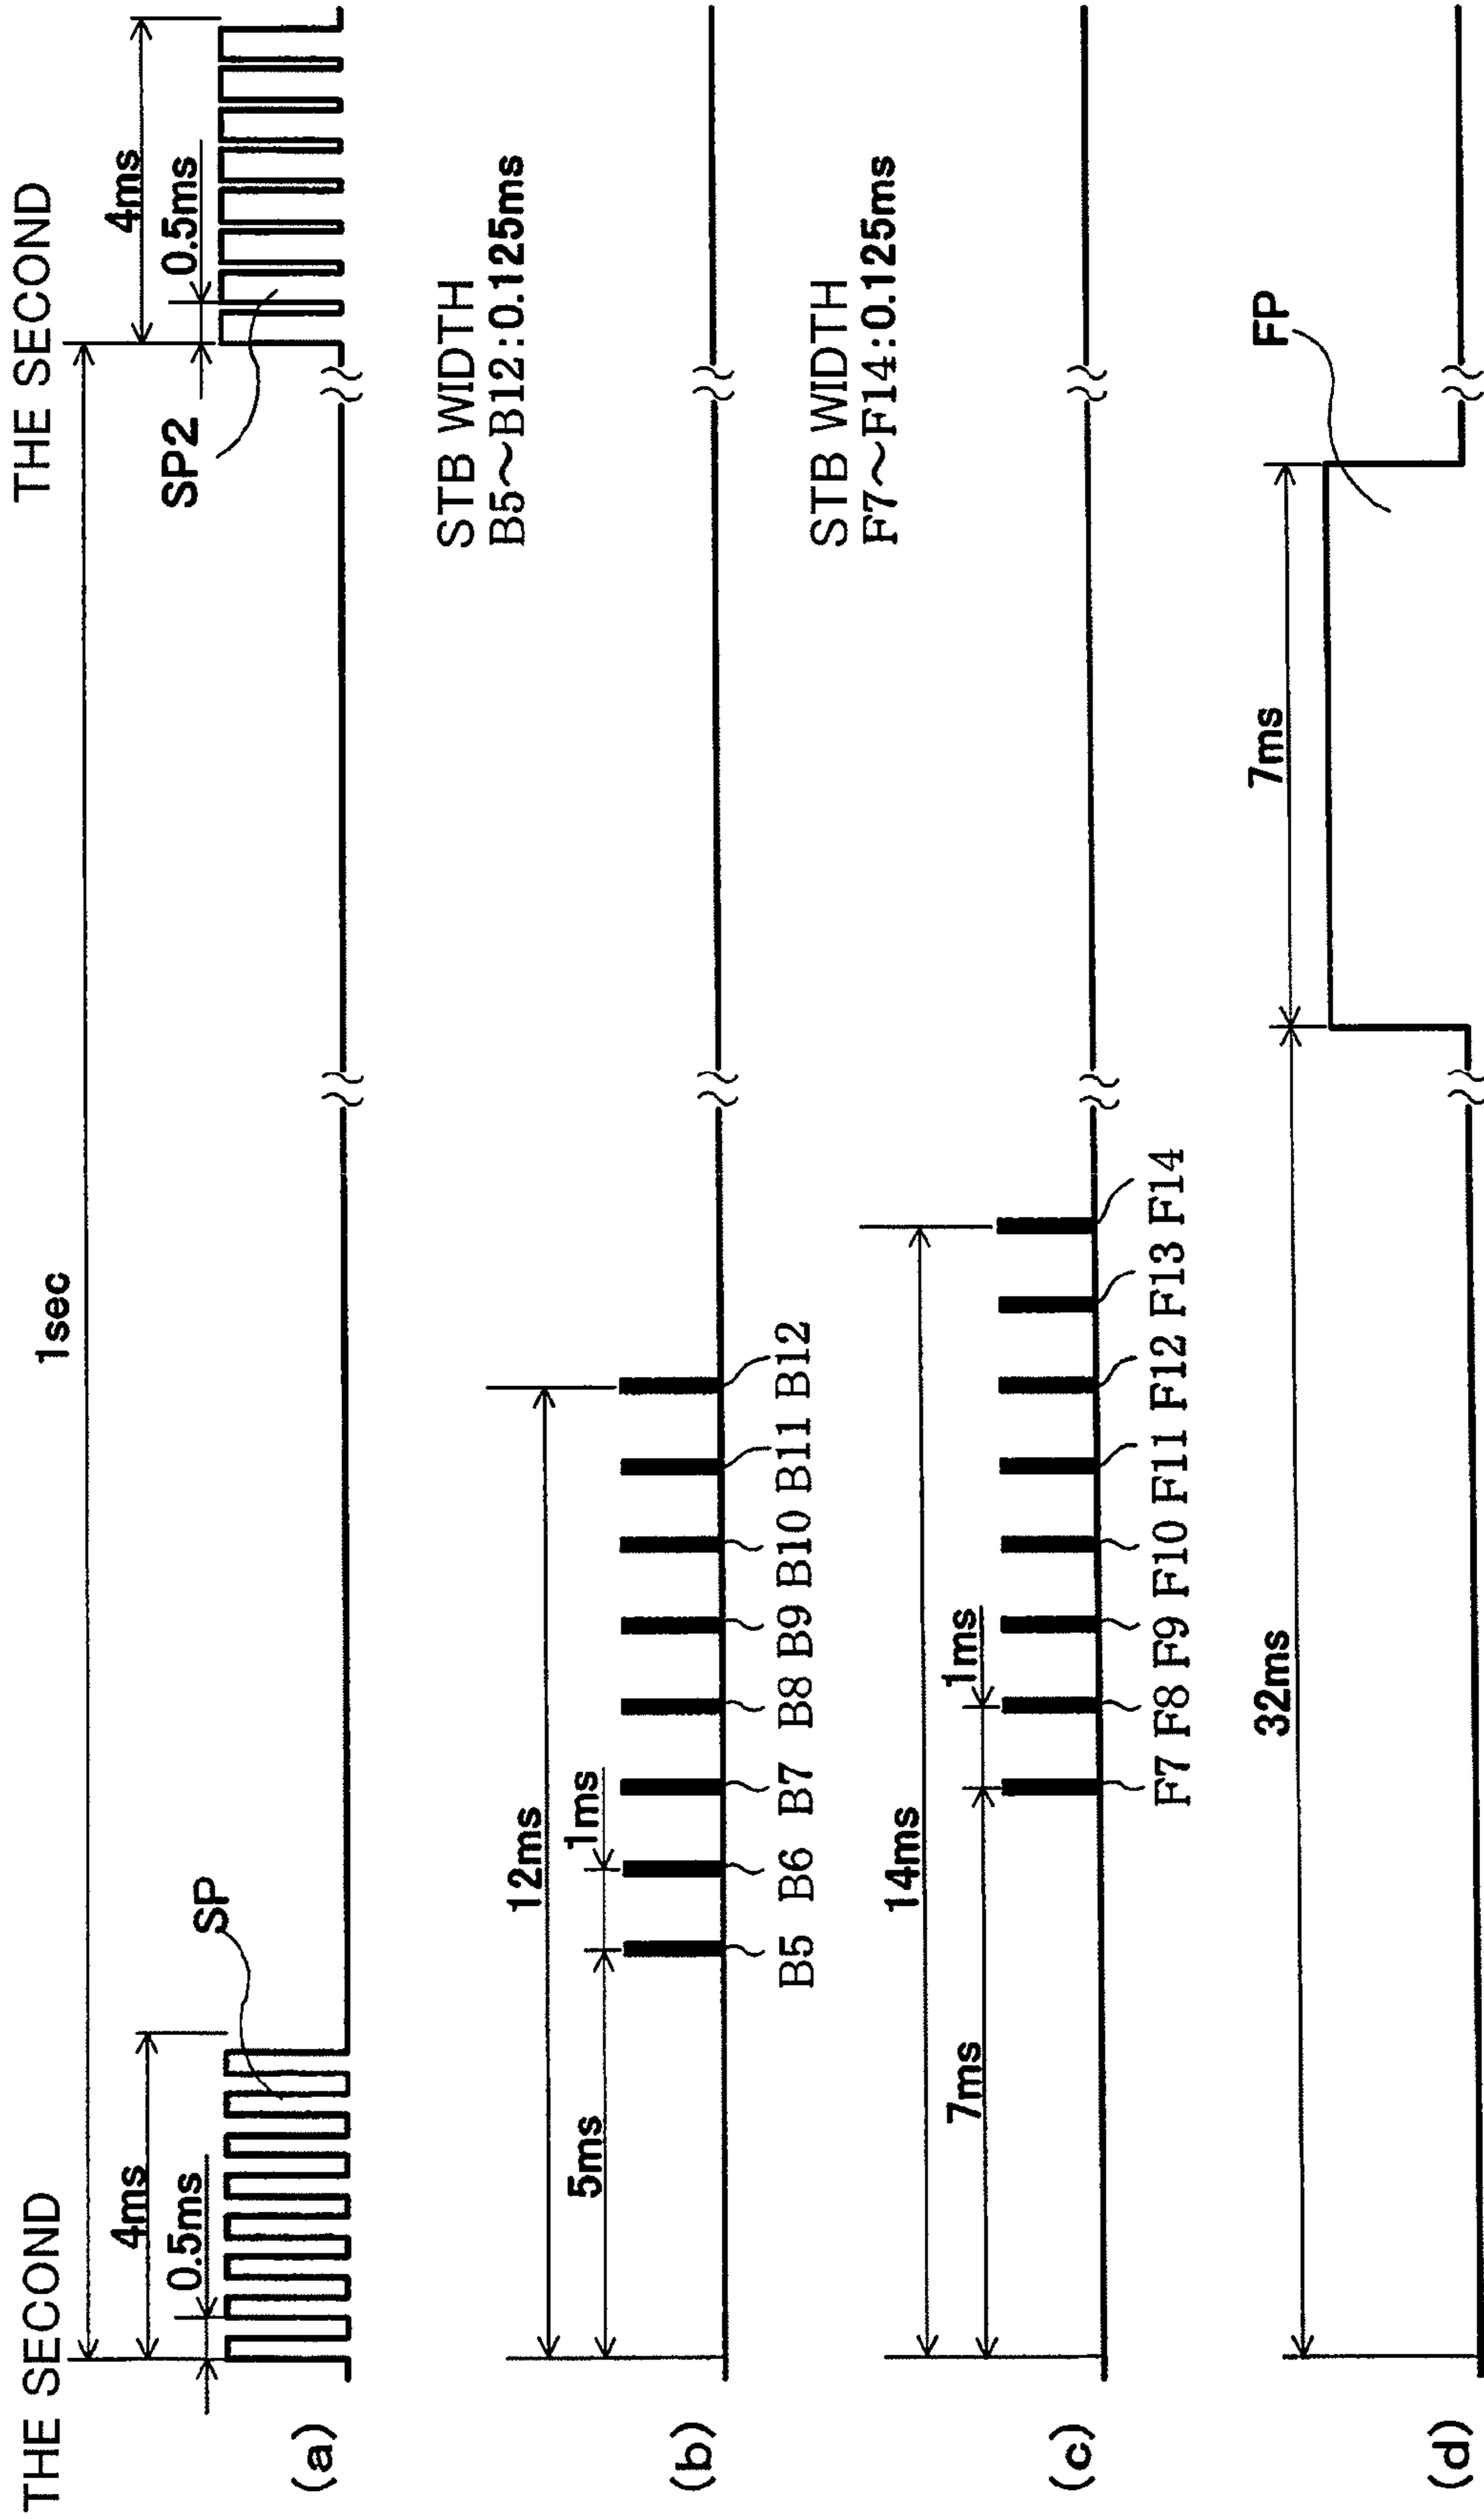 THE SECOND
THE SECOND
1sec
4ms
4ms
0.5ms
0.5ms
SP
SP2
(a)
STB WIDTH
B5~B12:0.125ms
12ms
5ms
1ms
B5 B6 B7 B8 B9 B10 B11 B12
(b)
STB WIDTH
F7~F14:0.125ms
14ms
7ms
1ms
F7 F8 F9 F10 F11 F12 F13 F14
(c)
FP
7ms
32ms
(d)